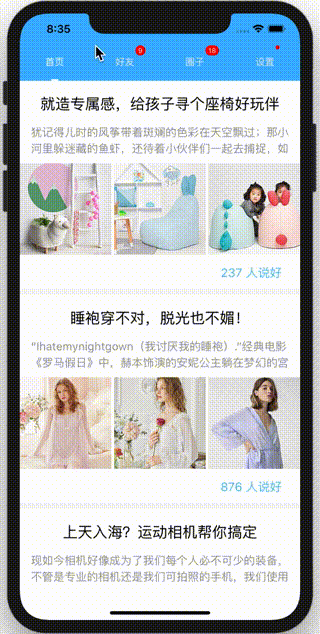 8:35
首页
好友
9
圈子
18
设置
就造专属感，给孩子寻个座椅好玩伴
犹记得儿时的风筝带着斑斓的色彩在天空飘过；那小
河里躲迷藏的鱼虾，还待着小伙伴们一起去捕捉，如
237 人说好
睡袍穿不对，脱光也不媚！
“Ihatemynightgown（我讨厌我的睡袍）.”经典电影
《罗马假日》中，赫本饰演的安妮公主躺在梦幻的宫
876 人说好
上天入海？运动相机帮你搞定
现如今相机好像成为了我们每个人必不可少的装备，
不管是专业的相机还是我们可拍照的手机，我们使用